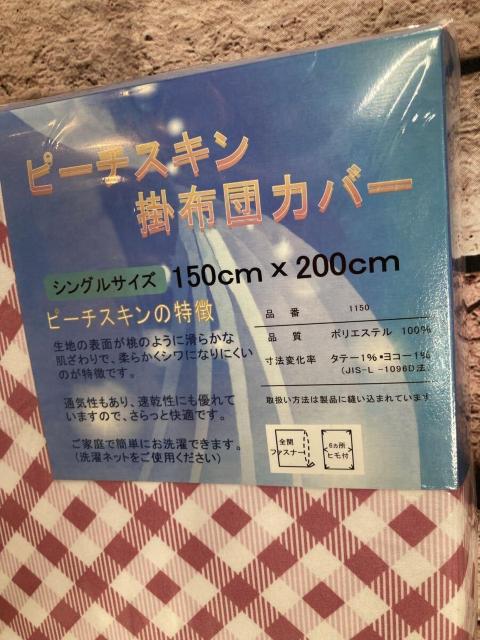 ピーチスキン
掛布団カバー
シングルサイズ 150cm × 200cm
ピーチスキンの特徴
生地の表面が桃のように滑らかな
肌ざわりで、柔らかくシワになりにくい
のが特徴です。
通気性もあり、速乾性にも優れて
いますので、さらっと快適です。
ご家庭で簡単にお洗濯できます。
(洗濯ネットをご使用ください)
品 番 1150
品 質 ポリエステル 100%
寸法変化率 タテー1%・ヨコー1%
(JIS-L -1096D法
取扱い方法は製品に縫い込まれています
全開
ファスナー
6カ所
ヒモ付